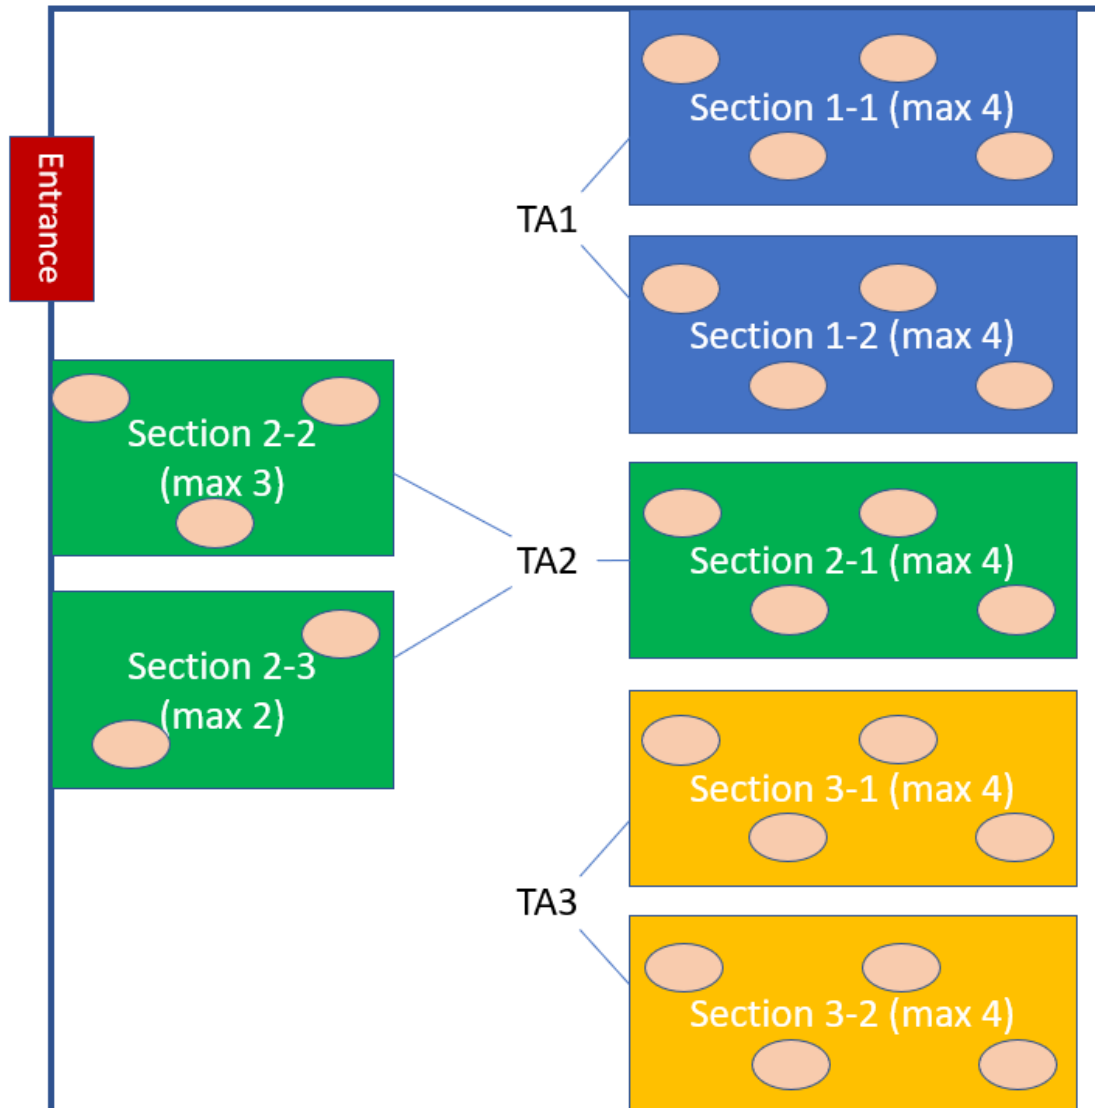 Entrance
Section 1-1 (max 4)
TA1
Section 1-2 (max 4)
Section 2-2
(max 3)
TA2
Section 2-1 (max 4)
Section 2-3
(max 2)
Section 3-1 (max 4)
TA3
Section 3-2 (max 4)